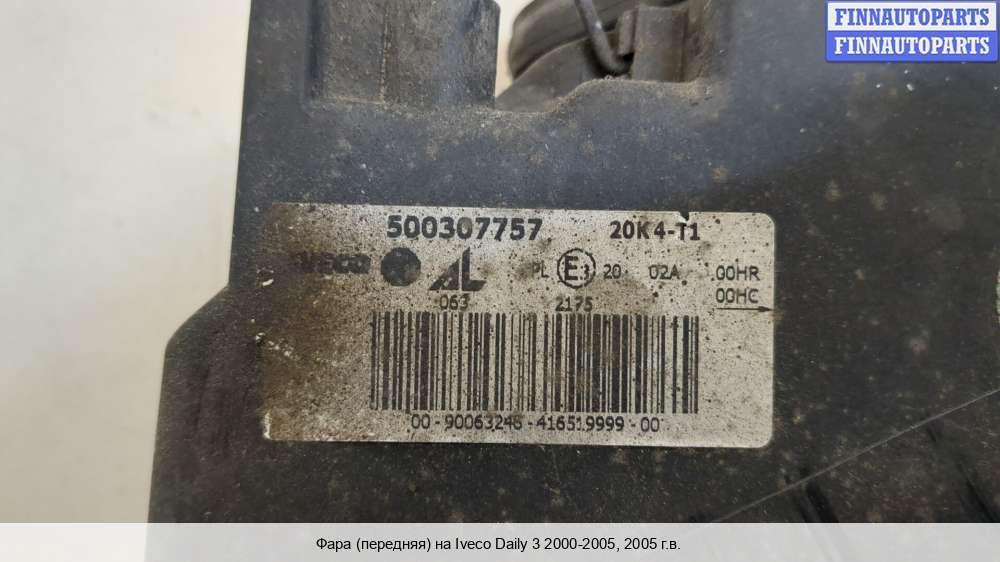 FINNAUTOPARTS
FINNAUTOPARTS
500307757 20K4-T1
IVECO AL PL E3 20 02A 00HR
063 2175 00HC
00-90063246-416519999-00
Фара (передняя) на Iveco Daily 3 2000-2005, 2005 г.в.